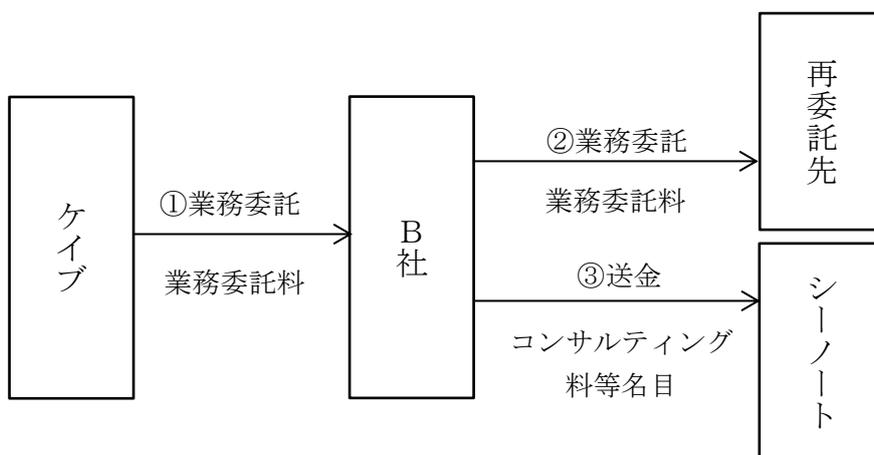 ケイブ
①業務委託
業務委託料
B社
②業務委託
業務委託料
③送金
コンサルティング
料等名目
再委託先
シーノート